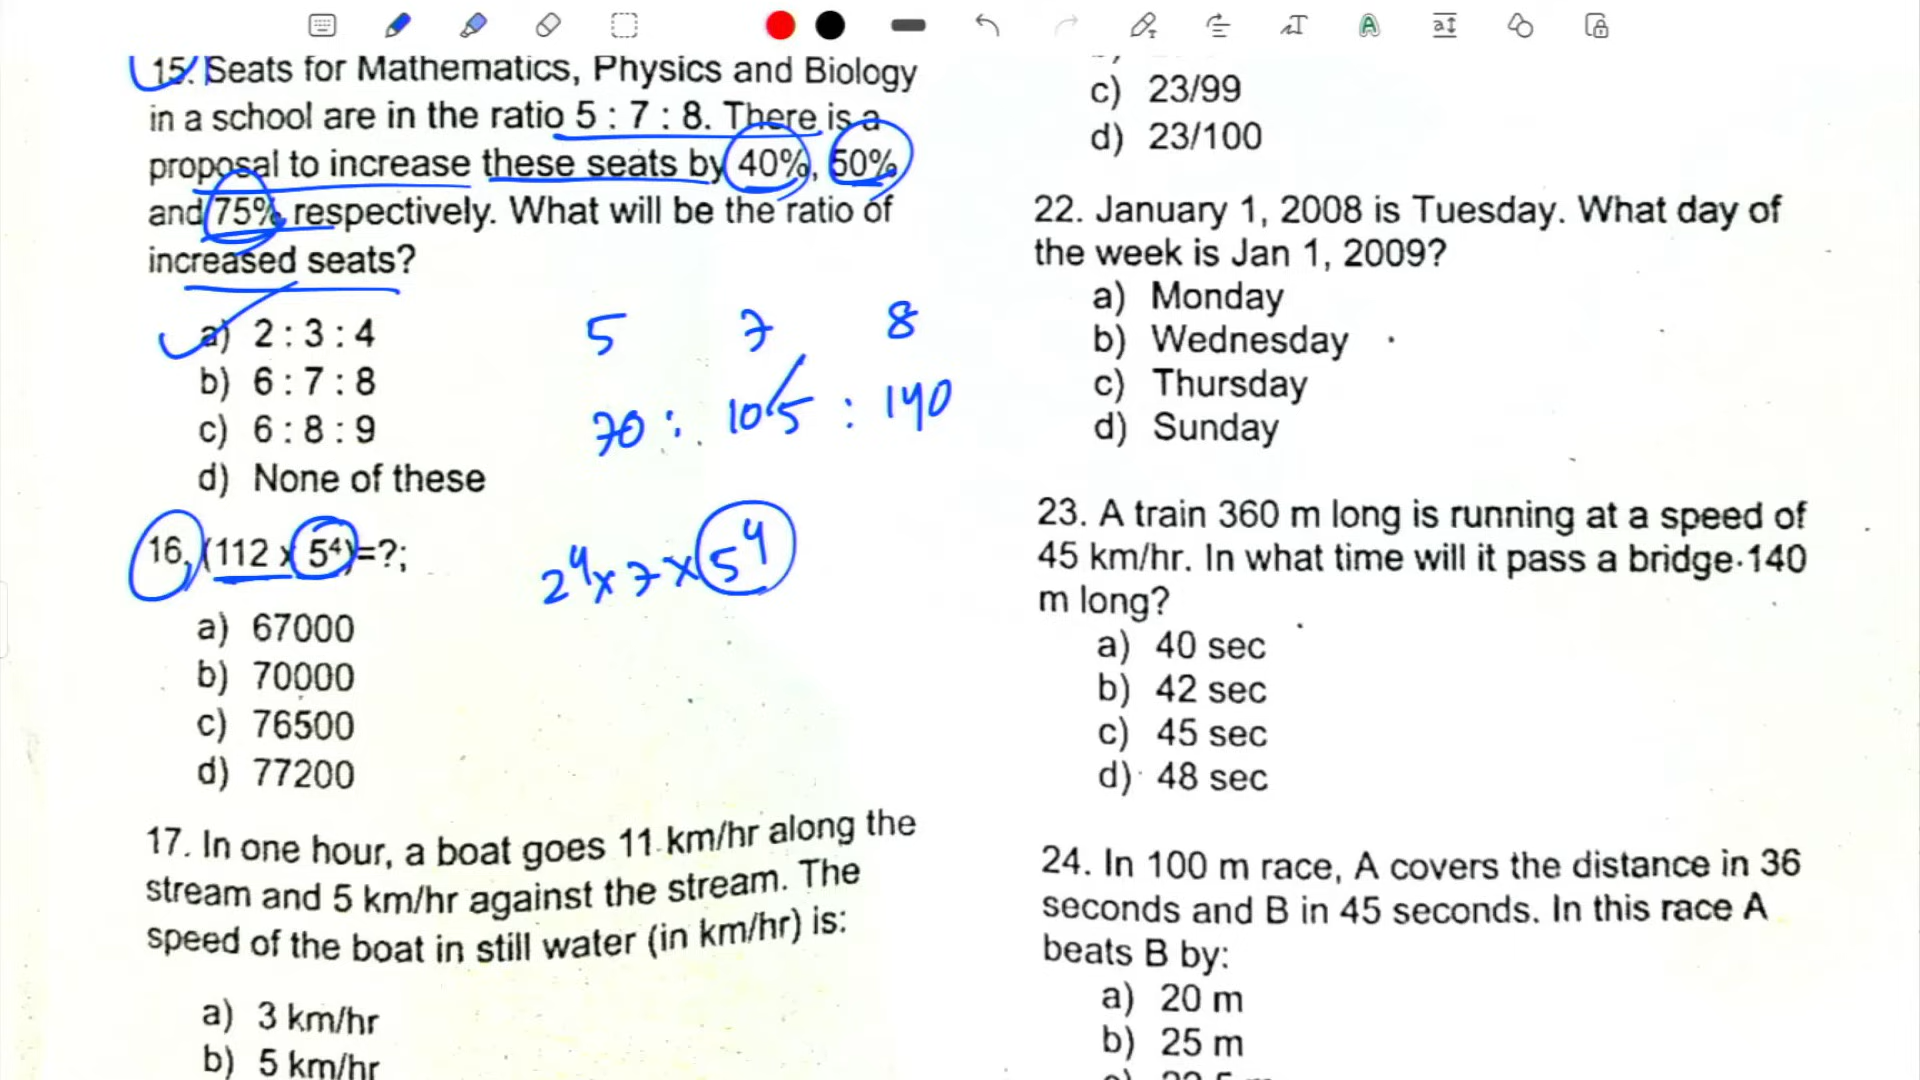 15. Seats for Mathematics, Physics and Biology
in a school are in the ratio 5 : 7 : 8. There is a
proposal to increase these seats by 40%, 50%
and 75% respectively. What will be the ratio of
increased seats?
a) 2 : 3 : 4
b) 6 : 7 : 8
c) 6 : 8 : 9
d) None of these
5 7 8
70 : 105 : 140
16. (112 x 5⁴)=?;
2⁴ x 7 x 5⁴
a) 67000
b) 70000
c) 76500
d) 77200
17. In one hour, a boat goes 11 km/hr along the
stream and 5 km/hr against the stream. The
speed of the boat in still water (in km/hr) is:
a) 3 km/hr
b) 5 km/hr
c) 23/99
d) 23/100
22. January 1, 2008 is Tuesday. What day of
the week is Jan 1, 2009?
a) Monday
b) Wednesday
c) Thursday
d) Sunday
23. A train 360 m long is running at a speed of
45 km/hr. In what time will it pass a bridge 140
m long?
a) 40 sec
b) 42 sec
c) 45 sec
d) 48 sec
24. In 100 m race, A covers the distance in 36
seconds and B in 45 seconds. In this race A
beats B by:
a) 20 m
b) 25 m